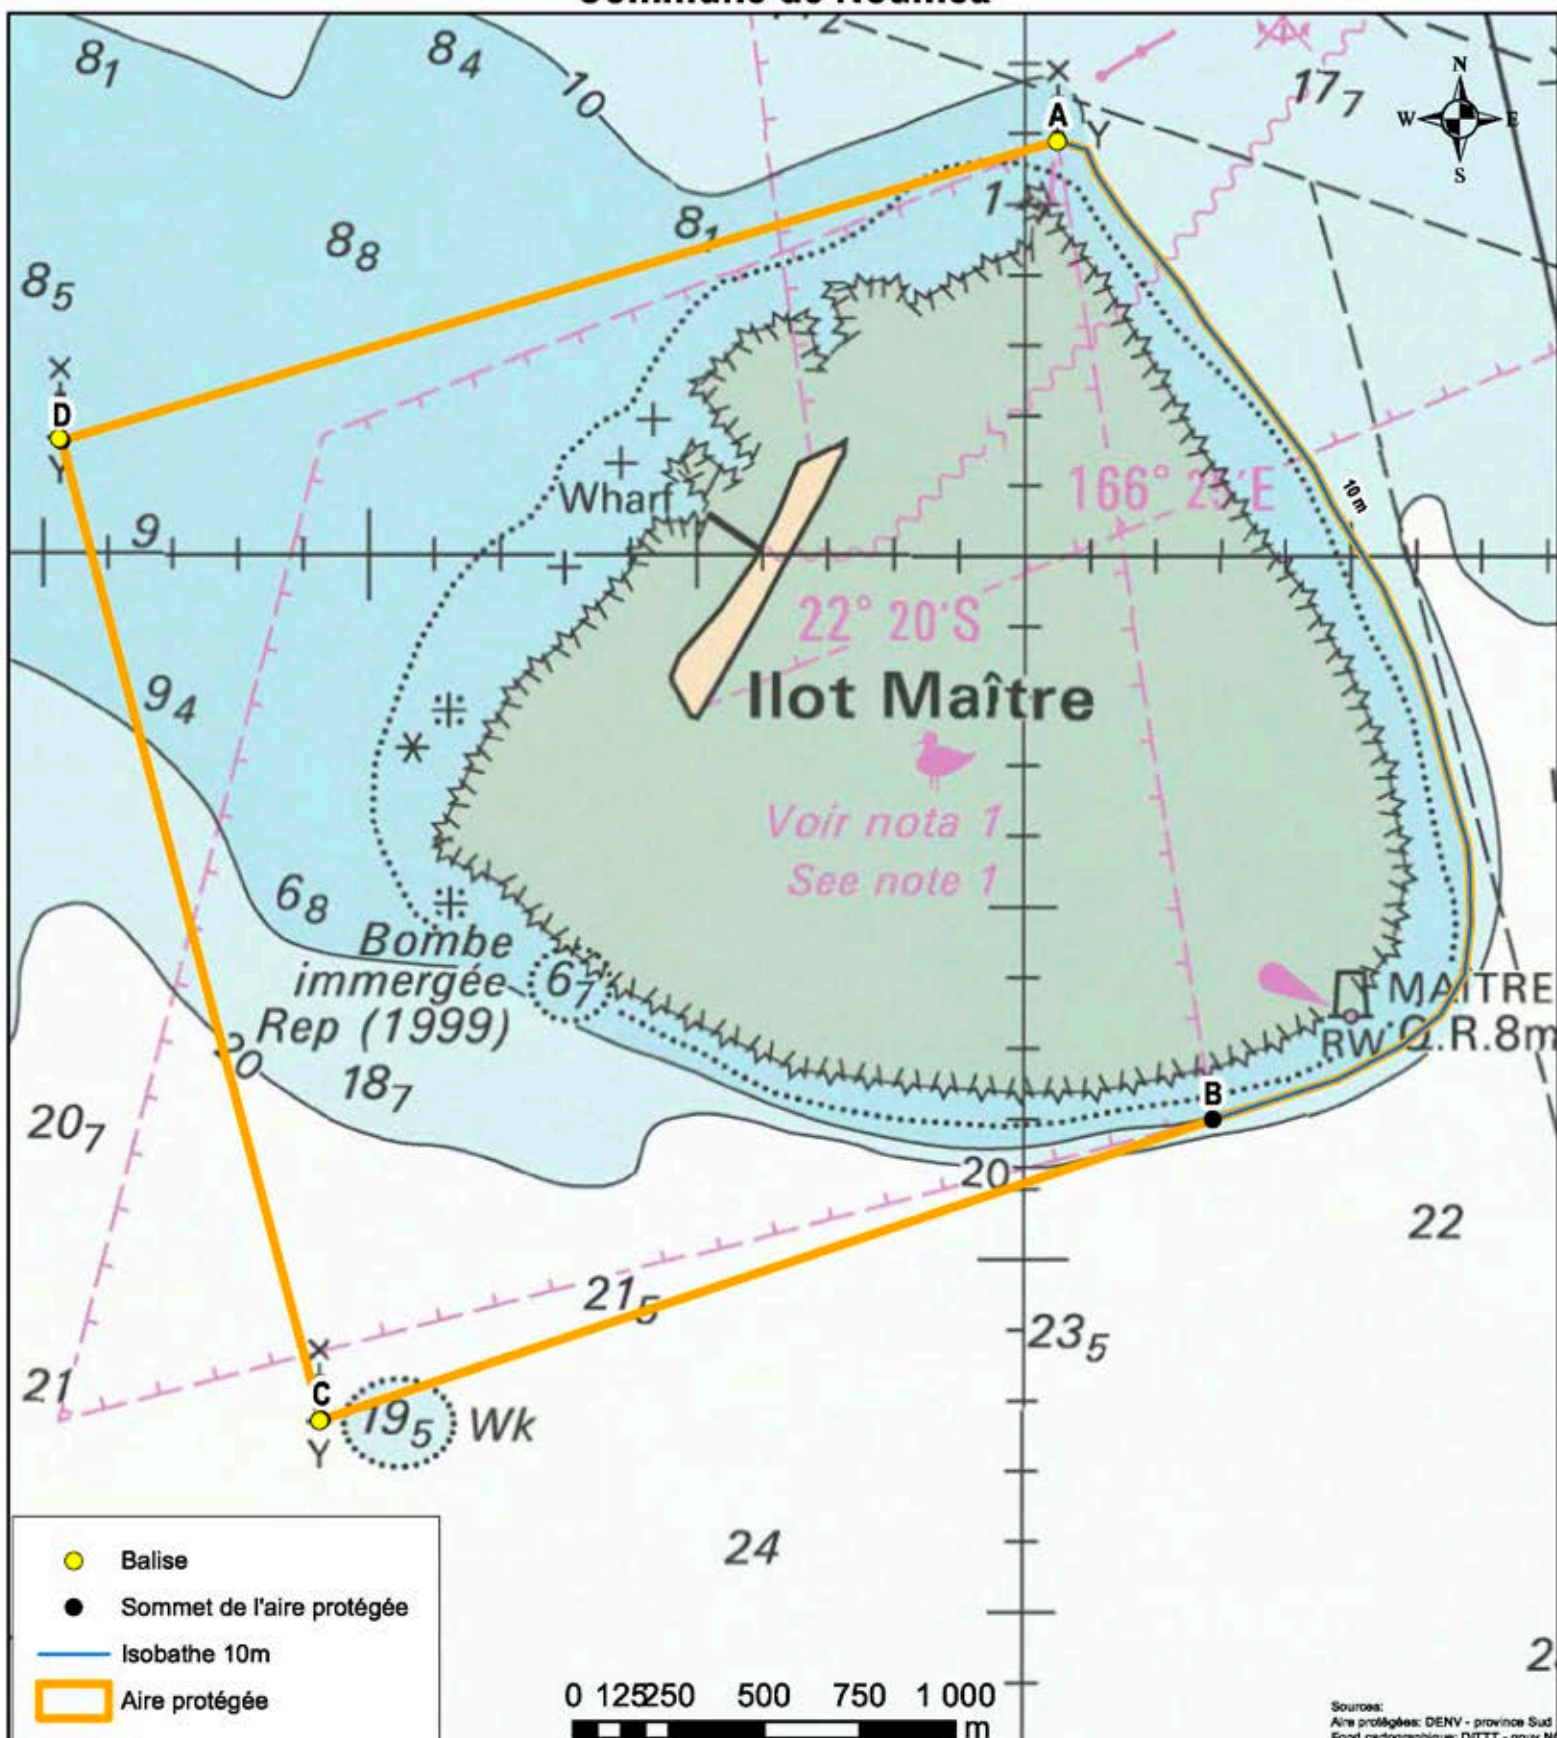 8₁
8₄
10
2
17₇
N
W
E
S
A
Y
1
8₁
8₈
8₅
D
Y
Wharf
166° 25'E
10 m
9
22° 20'S
Ilot Maître
9₄
Voir nota 1
See note 1
6₈
Bombe
immergée
Rep (1999)
6₇
MAITRE
RW Q.R.8m
B
18₇
20₇
20
22
21₅
23₅
21
C
19₅
Wk
Y
24
Balise
Sommet de l'aire protégée
Isobathe 10m
Aire protégée
0 125 250 500 750 1 000
m
Sources:
Aire protégées: DENV - province Sud